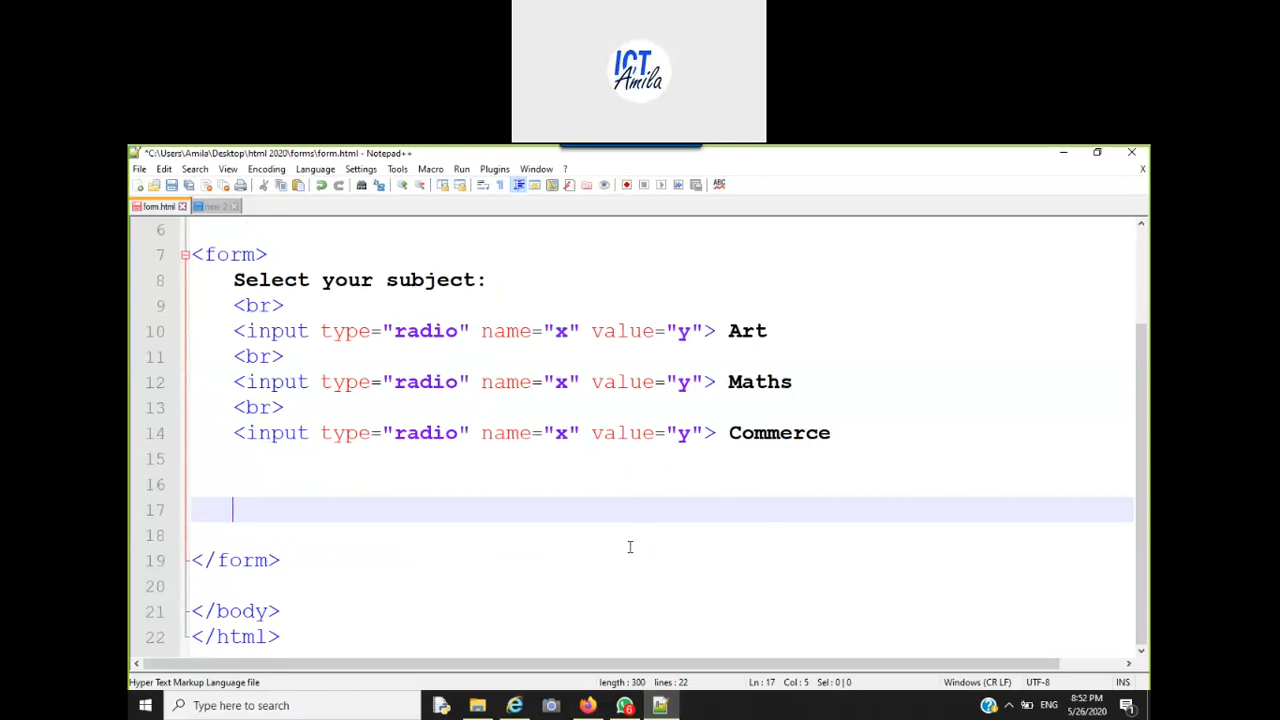 ICT
Amila
*C:\Users\Amila\Desktop\html 2020\forms\form.html - Notepad++
File Edit Search View Encoding Language Settings Tools Macro Run Plugins Window ? X
form.html new 2
6
7 <form>
8 Select your subject:
9 <br>
10 <input type="radio" name="x" value="y"> Art
11 <br>
12 <input type="radio" name="x" value="y"> Maths
13 <br>
14 <input type="radio" name="x" value="y"> Commerce
15
16
17
18
19 </form>
20
21 </body>
22 </html>
Hyper Text Markup Language file length : 300 lines : 22 Ln : 17 Col : 5 Sel : 0 | 0 Windows (CR LF) UTF-8 INS
Type here to search 6 ENG 8:52 PM
5/26/2020 1